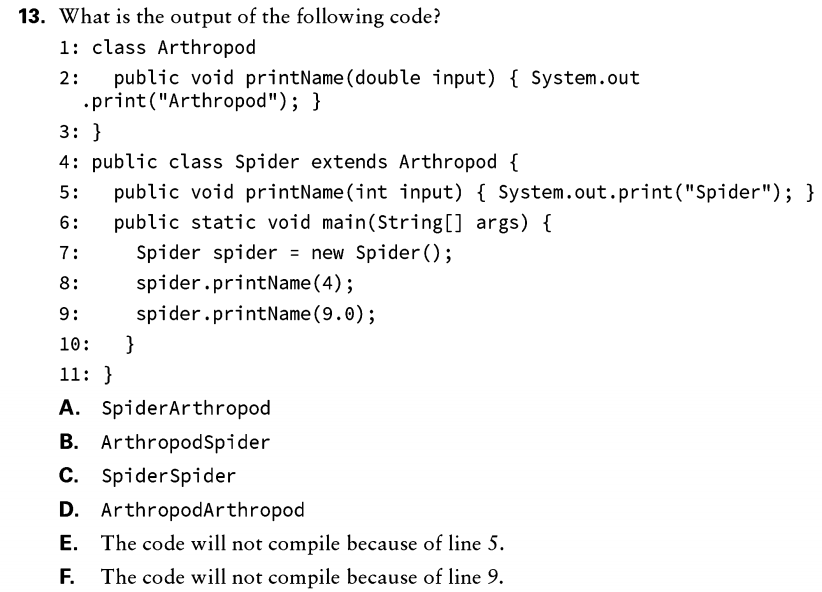 13. What is the output of the following code?
1: class Arthropod
2:   public void printName(double input) { System.out
.print("Arthropod"); }
3: }
4: public class Spider extends Arthropod {
5:   public void printName(int input) { System.out.print("Spider"); }
6:   public static void main(String[] args) {
7:     Spider spider = new Spider();
8:     spider.printName(4);
9:     spider.printName(9.0);
10:   }
11: }
A. SpiderArthropod
B. ArthropodSpider
C. SpiderSpider
D. ArthropodArthropod
E. The code will not compile because of line 5.
F. The code will not compile because of line 9.